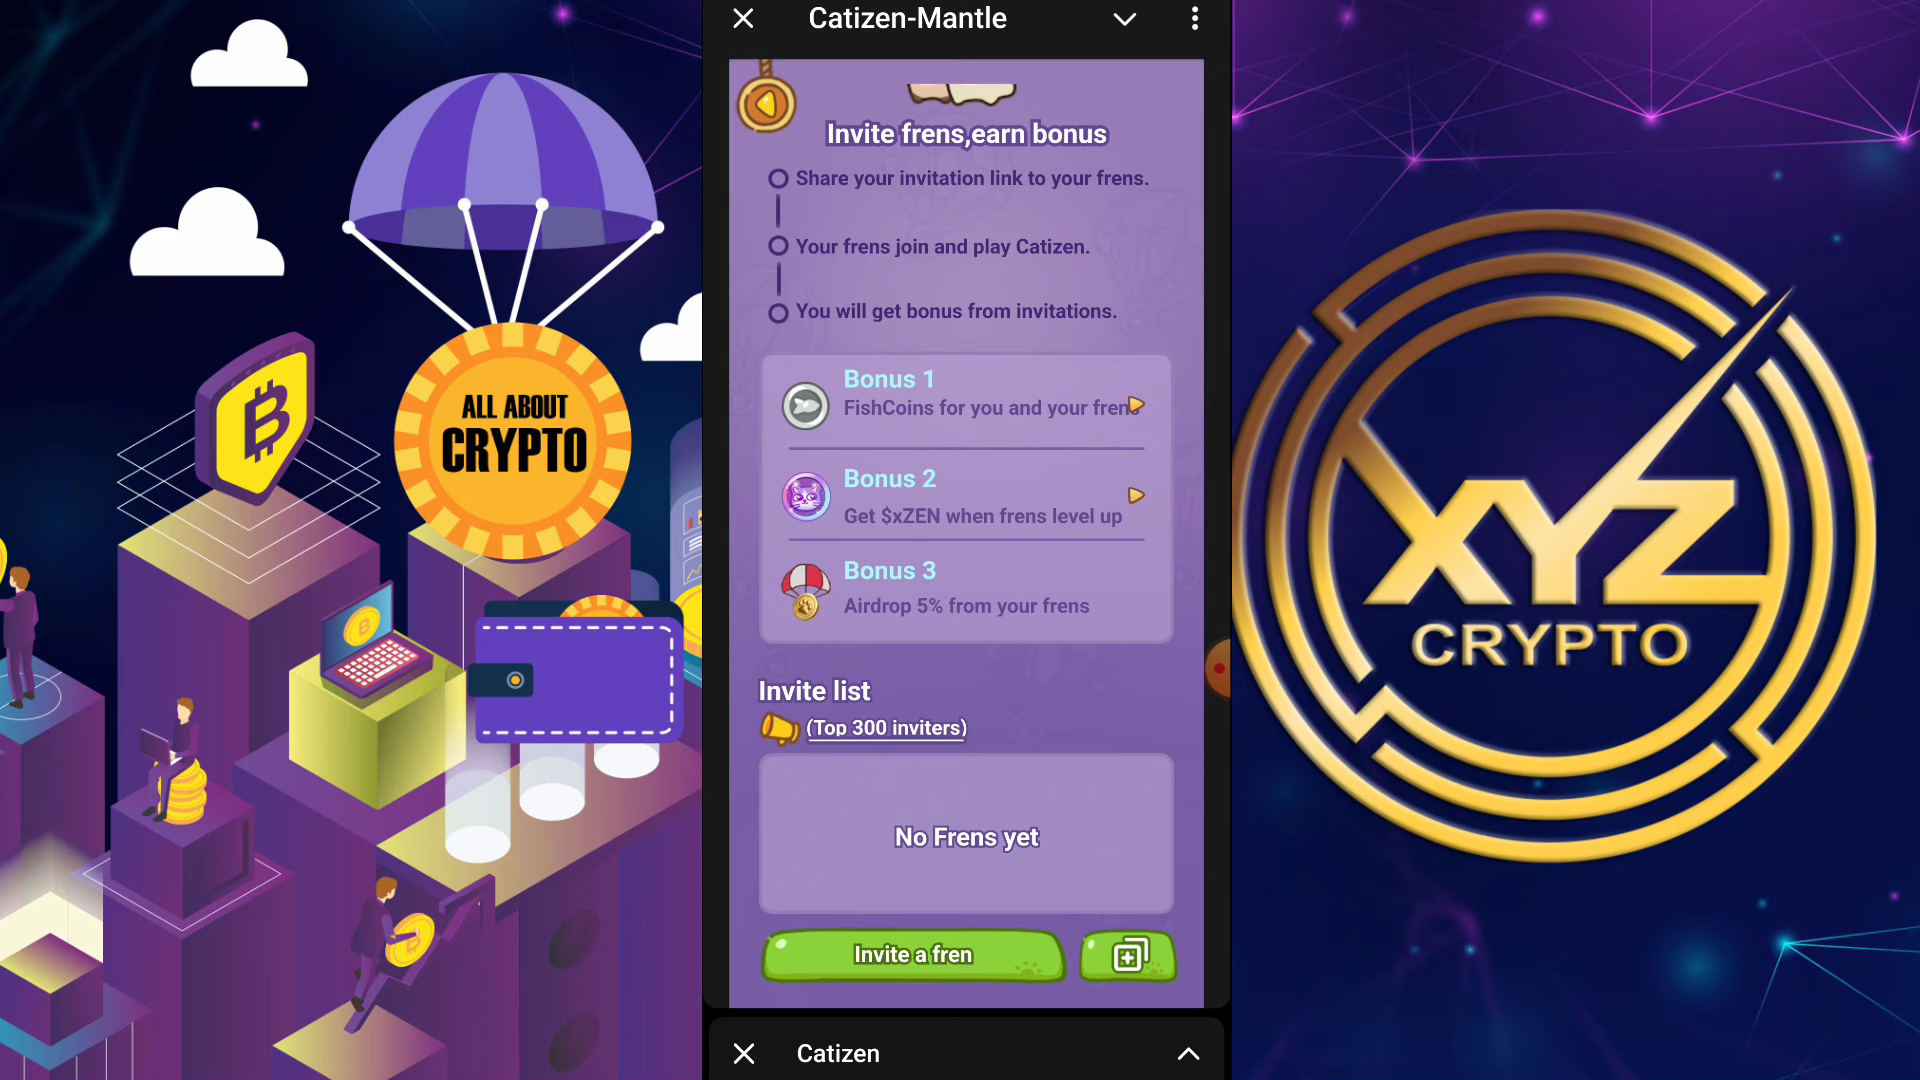 ALL ABOUT
CRYPTO
Catizen-Mantle
Invite frens,earn bonus
Share your invitation link to your frens.
Your frens join and play Catizen.
You will get bonus from invitations.
Bonus 1
FishCoins for you and your frens
Bonus 2
Get $xZEN when frens level up
Bonus 3
Airdrop 5% from your frens
Invite list
(Top 300 inviters)
No Frens yet
Invite a fren
Catizen
XYZ
CRYPTO